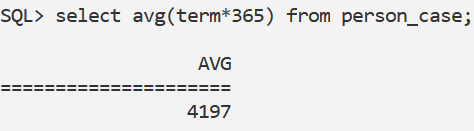 SQL> select avg(term*365) from person_case;
AVG
=====================
4197